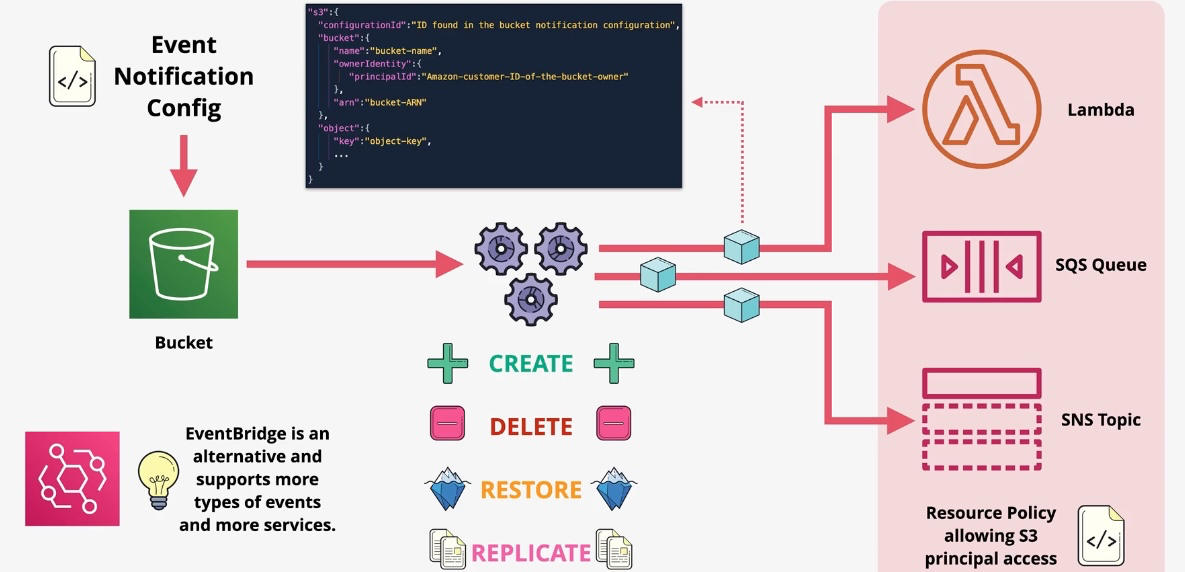 Event
Notification
Config
"s3":{
"configurationId":"ID found in the bucket notification configuration",
"bucket":{
"name":"bucket-name",
"ownerIdentity":{
"principalId":"Amazon-customer-ID-of-the-bucket-owner"
},
"arn":"bucket-ARN"
},
"object":{
"key":"object-key",
...
}
}
Lambda
SQS Queue
SNS Topic
Resource Policy
allowing S3
principal access
</>
</>
Bucket
CREATE
DELETE
RESTORE
REPLICATE
EventBridge is an
alternative and
supports more
types of events
and more services.